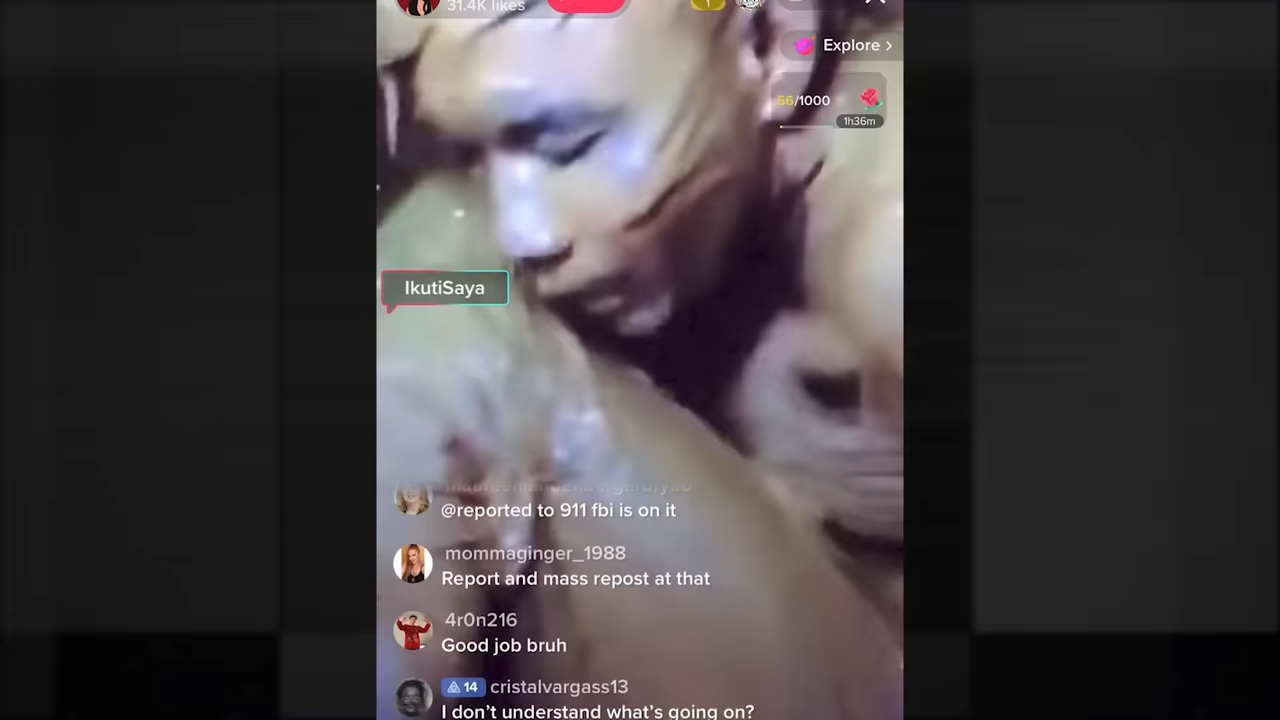 31.4K likes
1
Explore >
56/1000
1h36m
IkutiSaya
@reported to 911 fbi is on it
mommaginger_1988
Report and mass repost at that
4r0n216
Good job bruh
14 cristalvargass13
I don't understand what's going on?